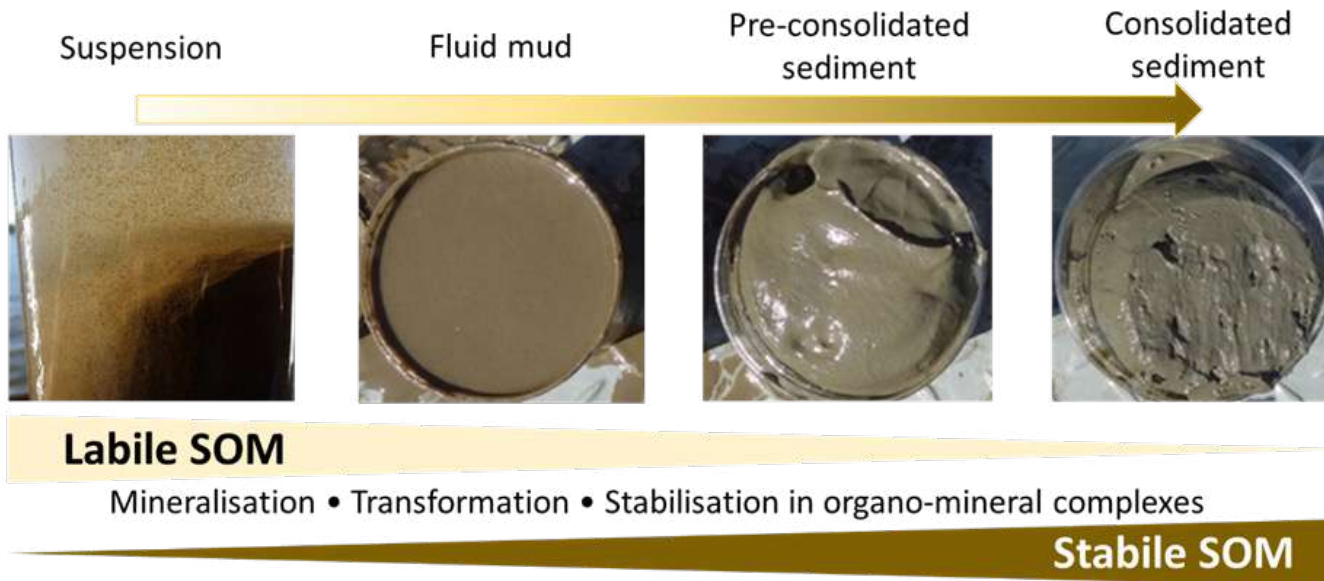 Suspension
Fluid mud
Pre-consolidated
sediment
Consolidated
sediment
Labile SOM
Mineralisation • Transformation • Stabilisation in organo-mineral complexes
Stabile SOM